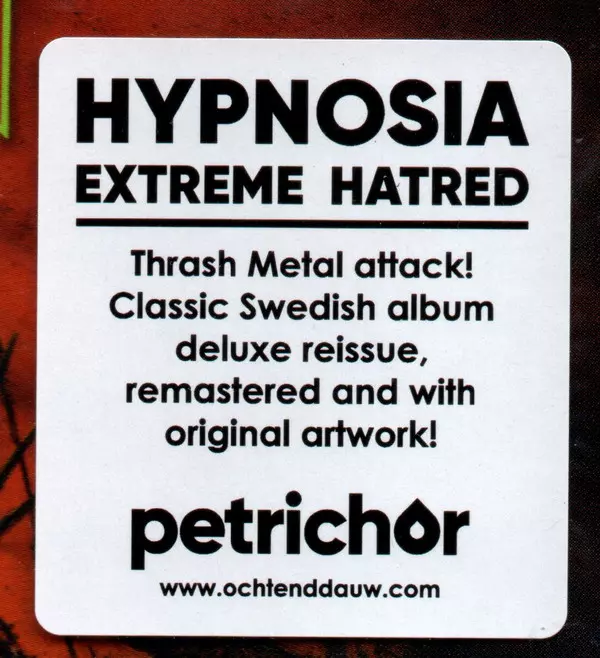 HYPNOSIA
EXTREME HATRED
Thrash Metal attack!
Classic Swedish album
deluxe reissue,
remastered and with
original artwork!
petrichor
www.ochtenddauw.com